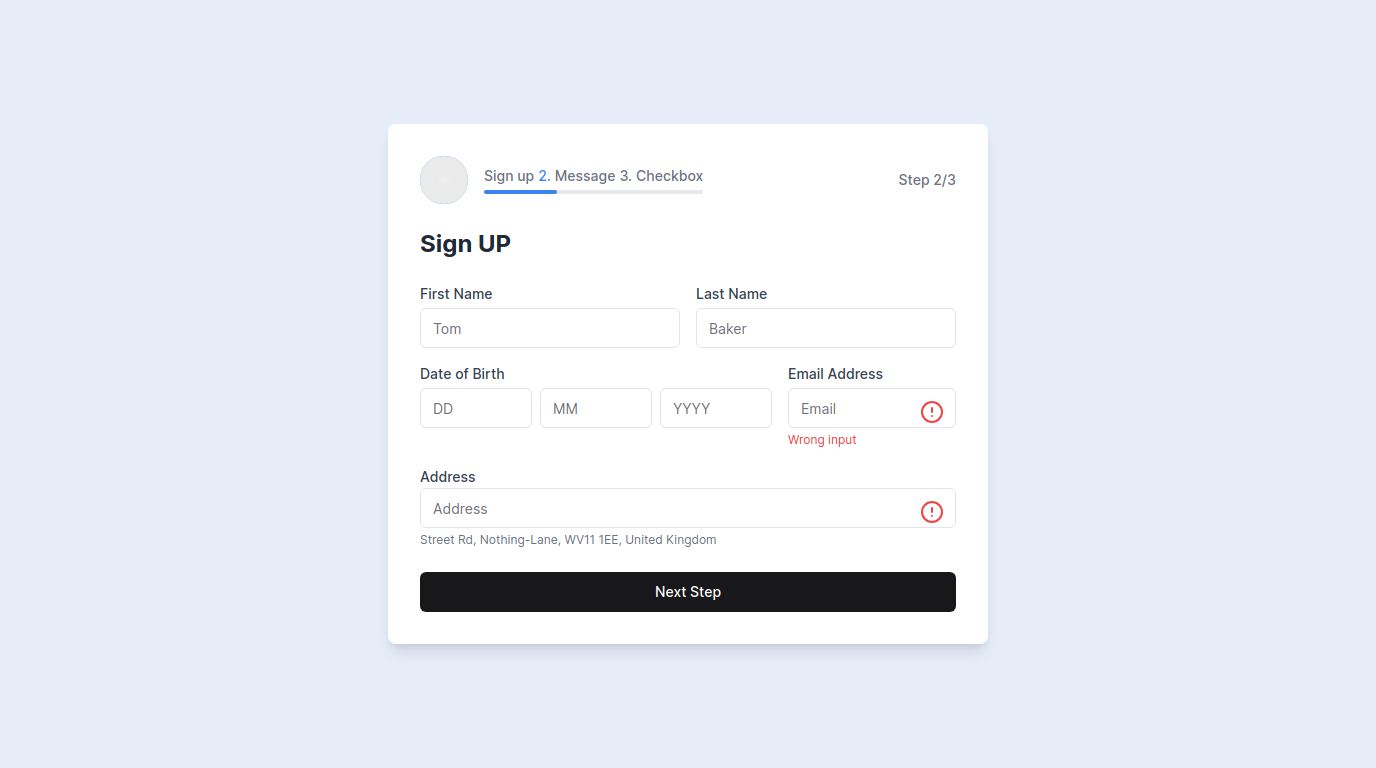 Sign up 2. Message 3. Checkbox
Step 2/3
Sign UP
First Name
Last Name
Tom
Baker
Date of Birth
Email Address
DD
MM
YYYY
Email
Wrong input
Address
Address
Street Rd, Nothing-Lane, WV11 1EE, United Kingdom
Next Step